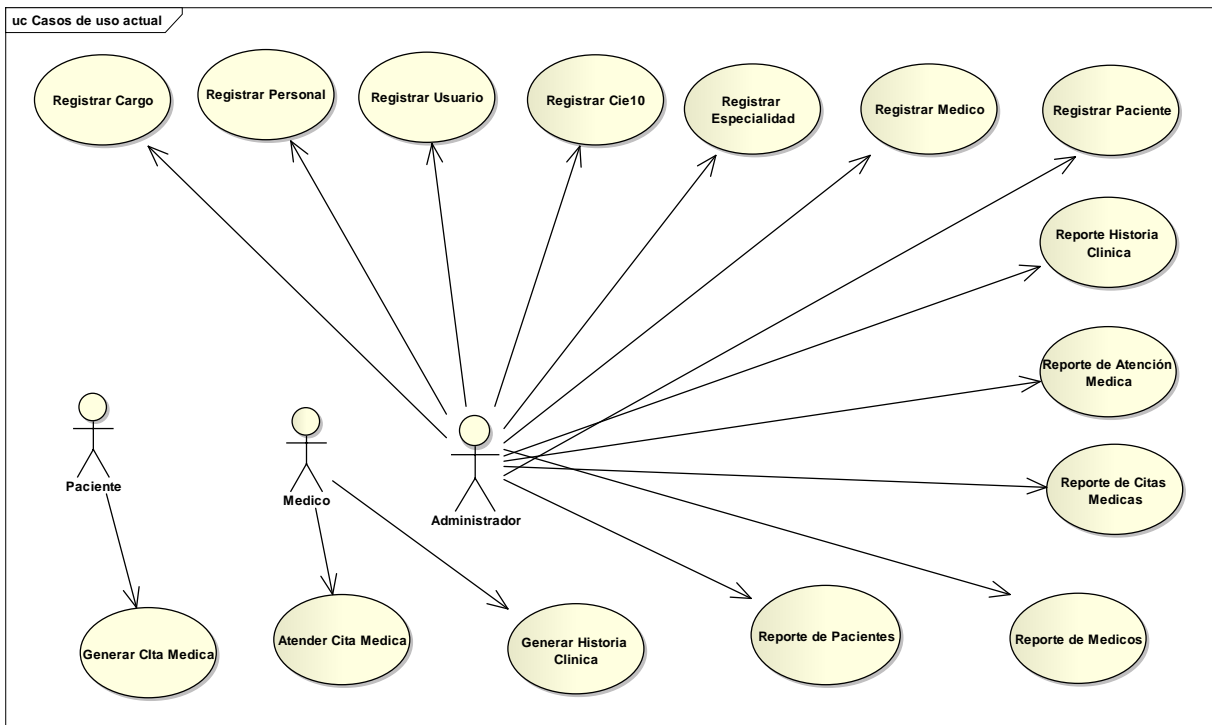 uc Casos de uso actual
Registrar Cargo
Registrar Personal
Registrar Usuario
Registrar Cie10
Registrar
Especialidad
Registrar Medico
Registrar Paciente
Reporte Historia
Clinica
Reporte de Atención
Medica
Reporte de Citas
Medicas
Paciente
Medico
Administrador
Generar CIta Medica
Atender Cita Medica
Generar Historia
Clinica
Reporte de Pacientes
Reporte de Medicos